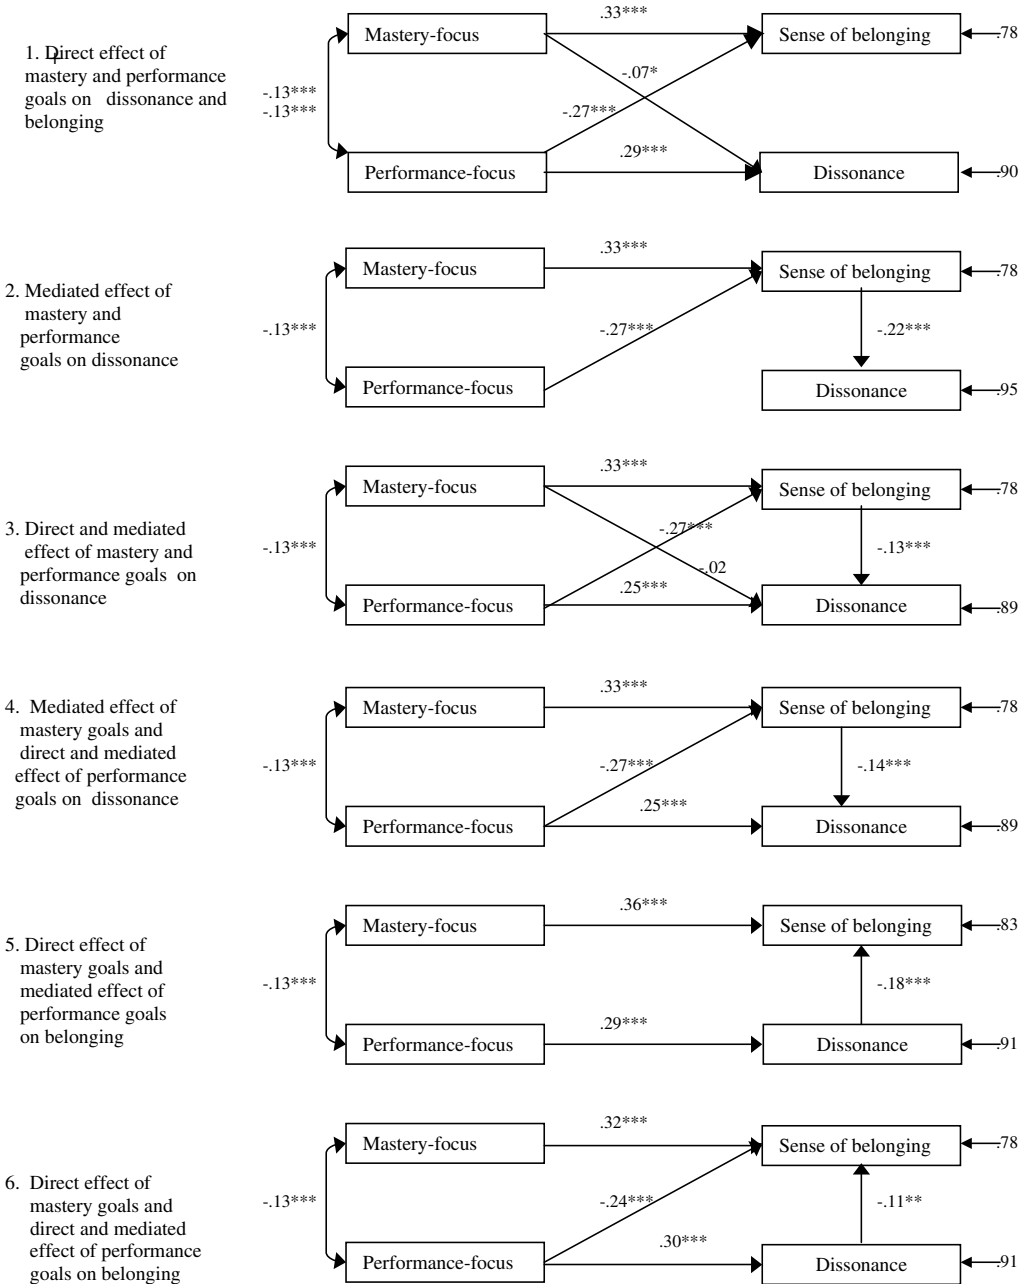 1. Direct effect of
mastery and performance
goals on dissonance and
belonging
-.13***
-.13***
Mastery-focus
Performance-focus
.33***
-.07*
-.27***
.29***
Sense of belonging
Dissonance
.78
.90
2. Mediated effect of
mastery and
performance
goals on dissonance
-.13***
Mastery-focus
Performance-focus
.33***
-.27***
Sense of belonging
-.22***
Dissonance
.78
.95
3. Direct and mediated
effect of mastery and
performance goals on
dissonance
-.13***
Mastery-focus
Performance-focus
.33***
-.27***
-.02
.25***
Sense of belonging
-.13***
Dissonance
.78
.89
4. Mediated effect of
mastery goals and
direct and mediated
effect of performance
goals on dissonance
-.13***
Mastery-focus
Performance-focus
.33***
-.27***
.25***
Sense of belonging
-.14***
Dissonance
.78
.89
5. Direct effect of
mastery goals and
mediated effect of
performance goals
on belonging
-.13***
Mastery-focus
Performance-focus
.36***
.29***
Sense of belonging
-.18***
Dissonance
.83
.91
6. Direct effect of
mastery goals and
direct and mediated
effect of performance
goals on belonging
-.13***
Mastery-focus
Performance-focus
.32***
-.24***
.30***
Sense of belonging
-.11**
Dissonance
.78
.91